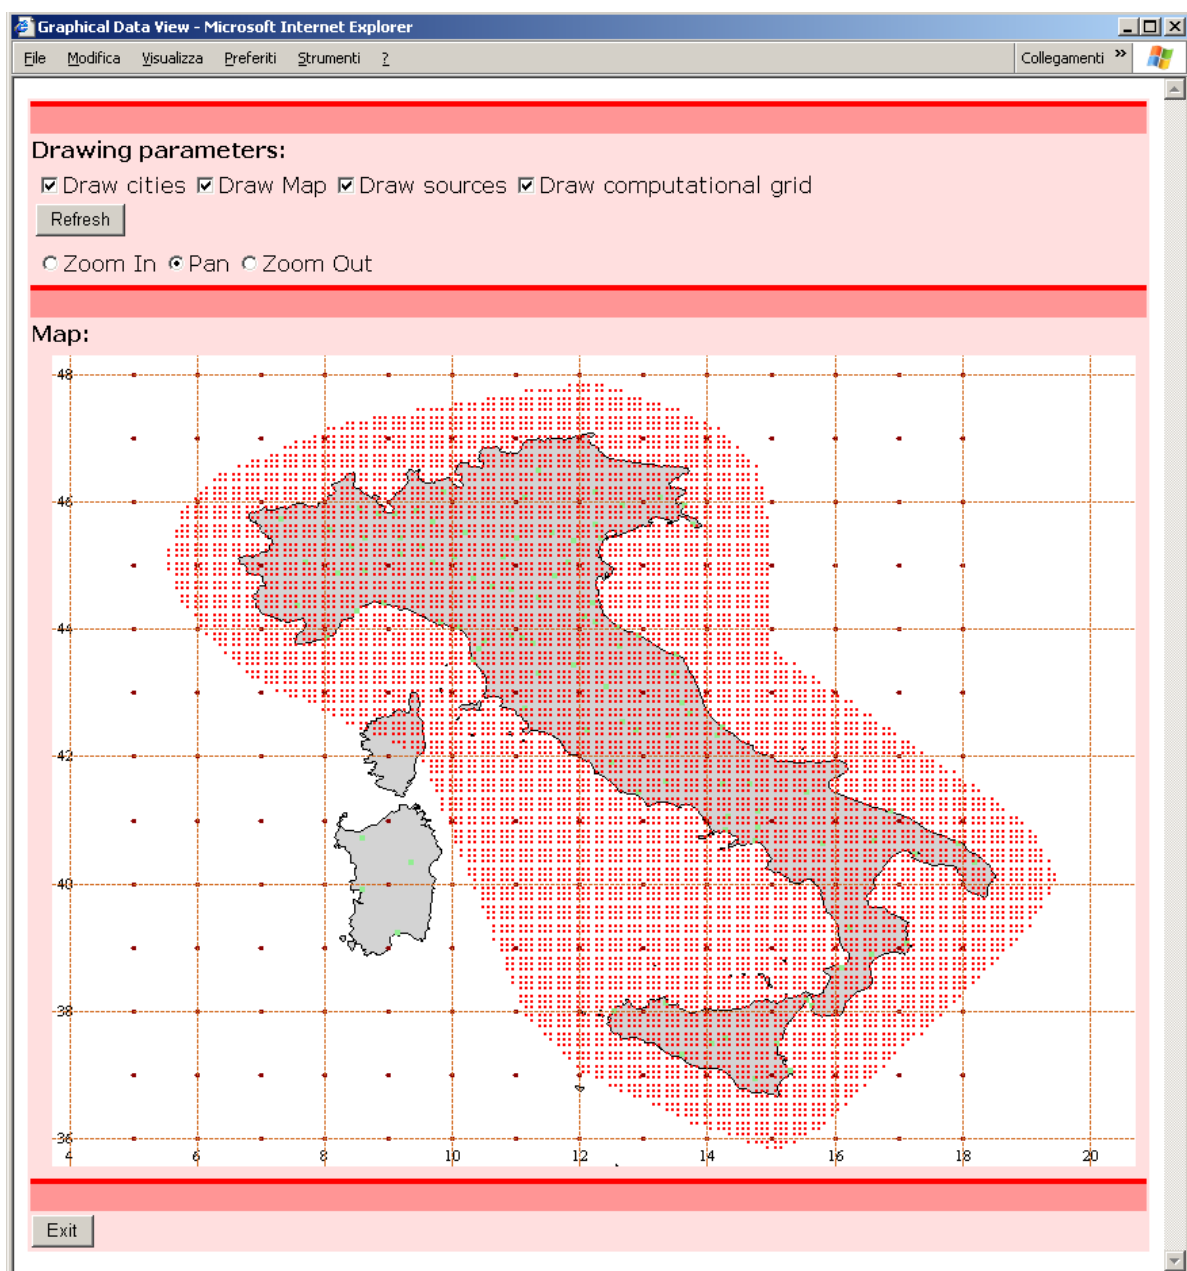 Graphical Data View - Microsoft Internet Explorer
File Modifica Visualizza Preferiti Strumenti ? Collegamenti »
Drawing parameters:
Draw cities Draw Map Draw sources Draw computational grid
Refresh
Zoom In Pan Zoom Out
Map:
48
46
44
42
40
38
36
4 6 8 10 12 14 16 18 20
Exit